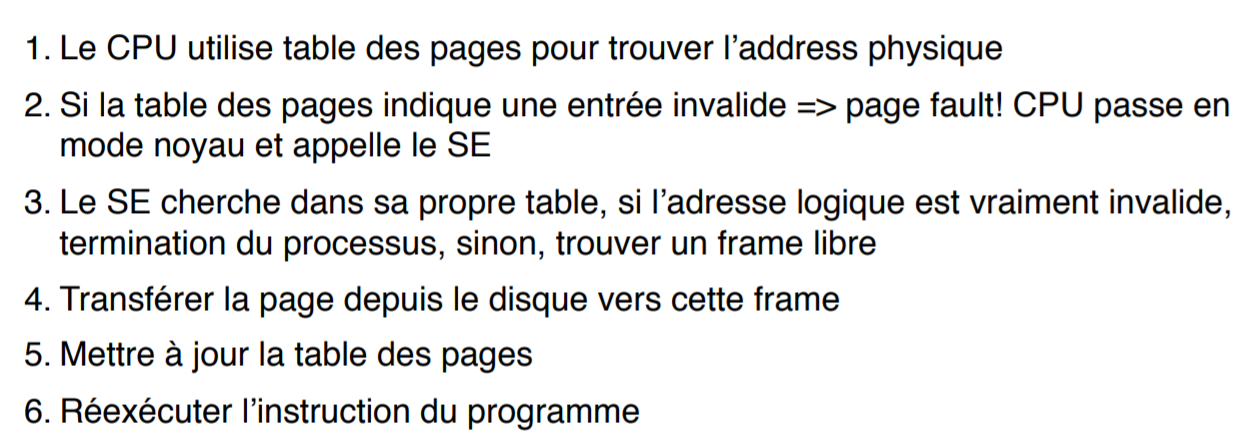 1. Le CPU utilise table des pages pour trouver l'address physique
2. Si la table des pages indique une entrée invalide => page fault! CPU passe en
mode noyau et appelle le SE
3. Le SE cherche dans sa propre table, si l'adresse logique est vraiment invalide,
termination du processus, sinon, trouver un frame libre
4. Transférer la page depuis le disque vers cette frame
5. Mettre à jour la table des pages
6. Réexécuter l'instruction du programme